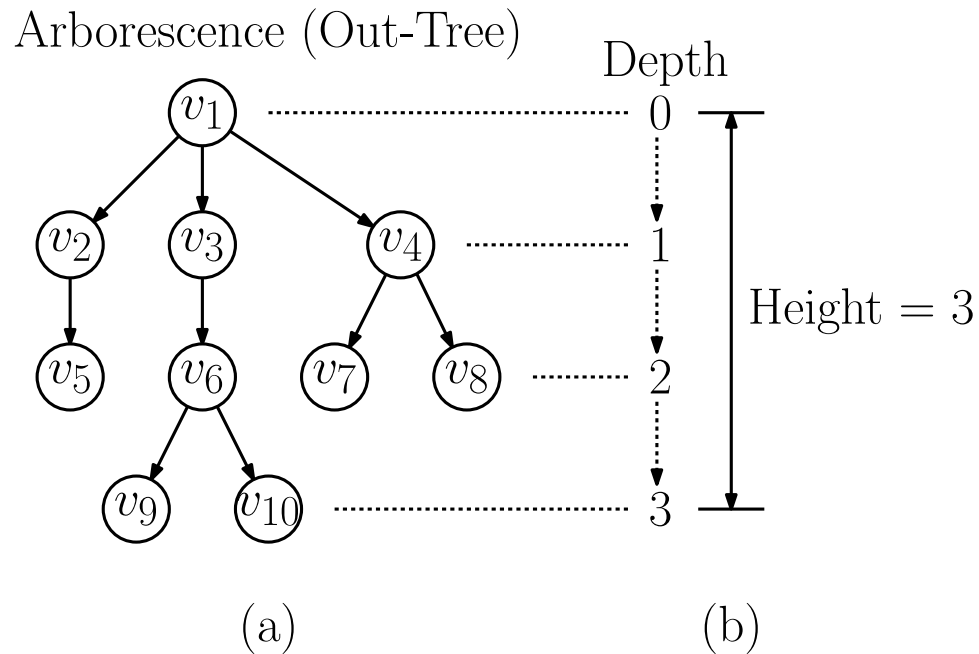 Arborescence (Out-Tree)
Depth
v1 0
v2 v3 v4 1
Height = 3
v5 v6 v7 v8 2
v9 v10 3
(a) (b)